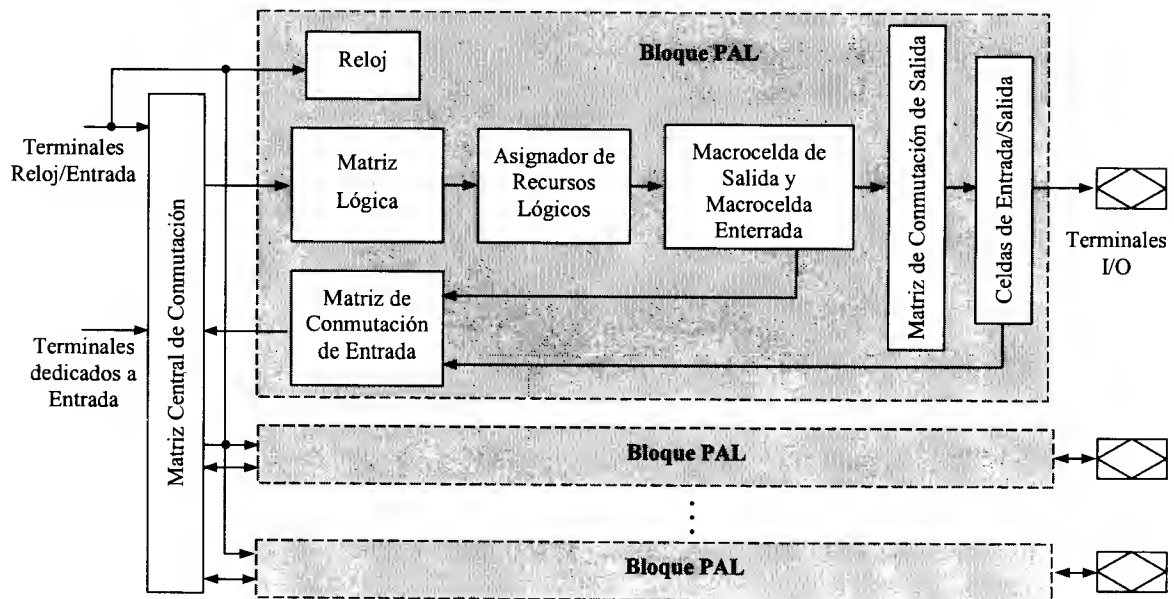 Bloque PAL
Reloj
Terminales
Reloj/Entrada
Matriz Central de Conmutación
Matriz
Lógica
Asignador de
Recursos
Lógicos
Macrocelda de
Salida y
Macrocelda
Enterrada
Matriz de Conmutación de Salida
Celdas de Entrada/Salida
Terminales
I/O
Matriz de
Conmutación
de Entrada
Terminales
dedicados a
Entrada
Bloque PAL
Bloque PAL